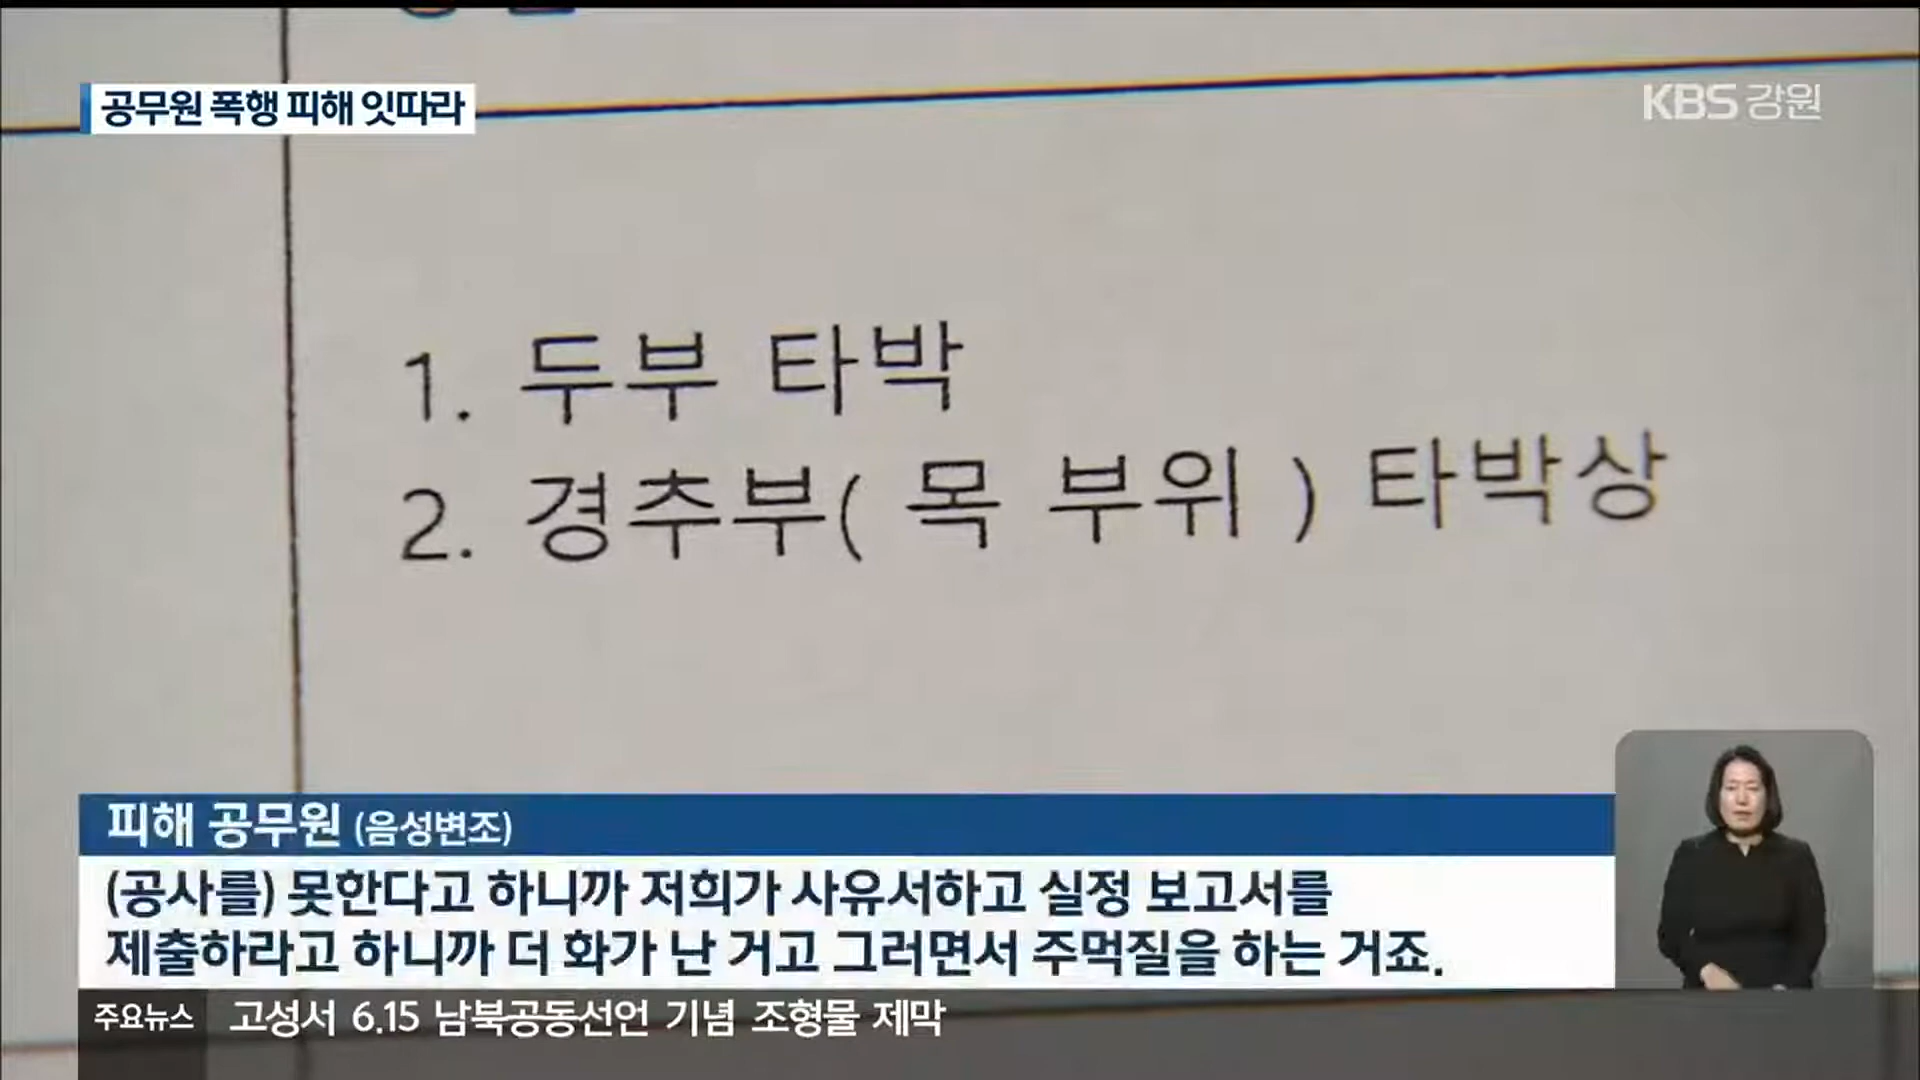 공무원 폭행 피해 잇따라
KBS 강원
1. 두부 타박
2. 경추부( 목 부위 ) 타박상
피해 공무원 (음성변조)
(공사를) 못한다고 하니까 저희가 사유서하고 실정 보고서를
제출하라고 하니까 더 화가 난 거고 그러면서 주먹질을 하는 거죠.
주요뉴스 고성서 6.15 남북공동선언 기념 조형물 제막